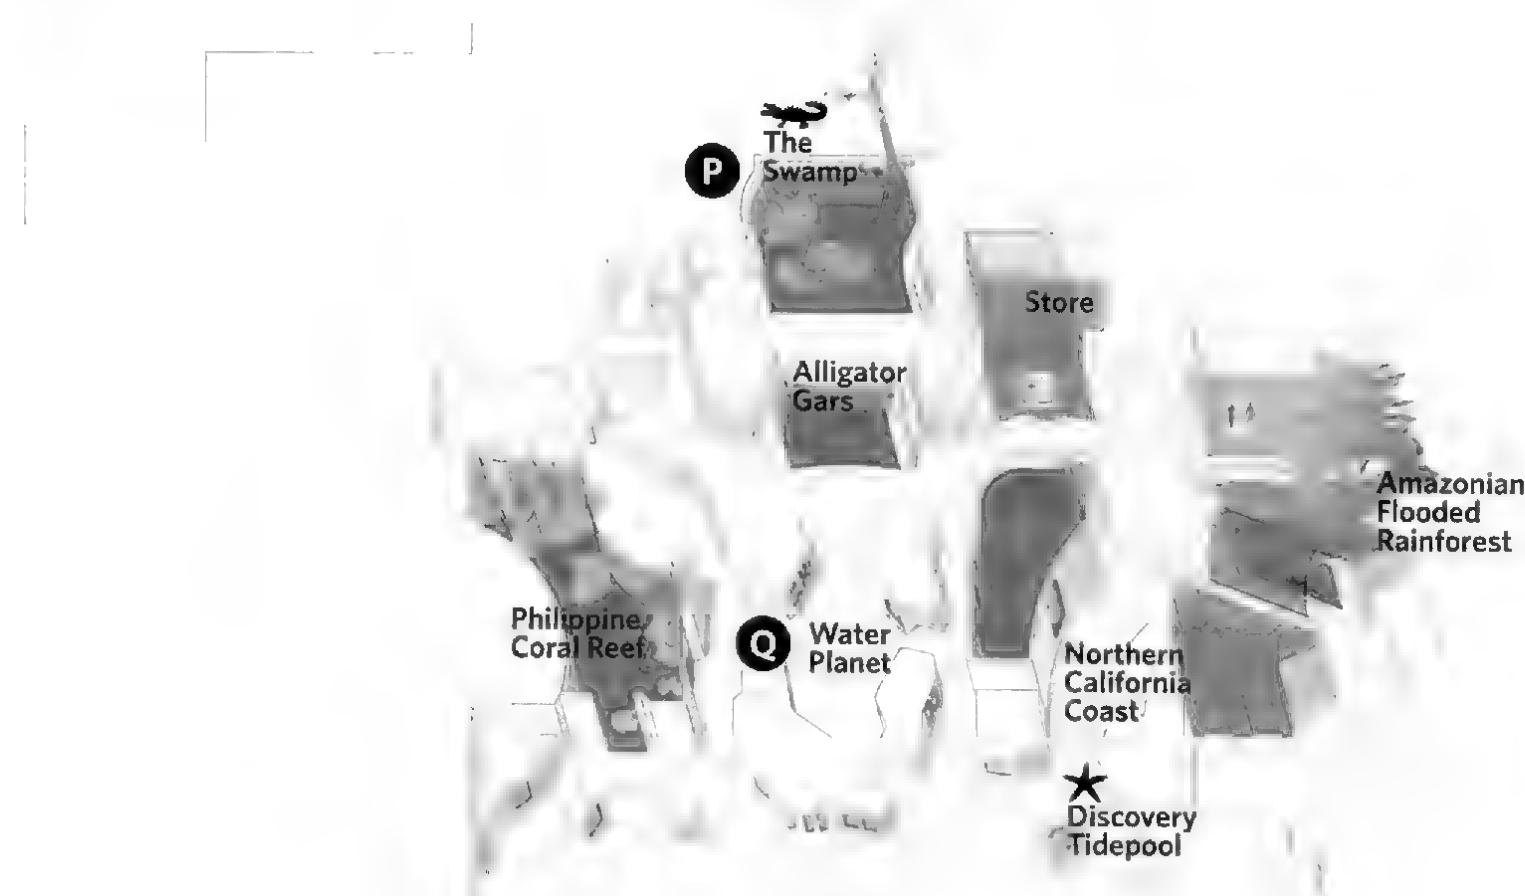 P
The
Swamp
Store
Alligator
Gars
Amazonian
Flooded
Rainforest
Philippine
Coral Reef
Q
Water
Planet
Northern
California
Coast
Discovery
Tidepool